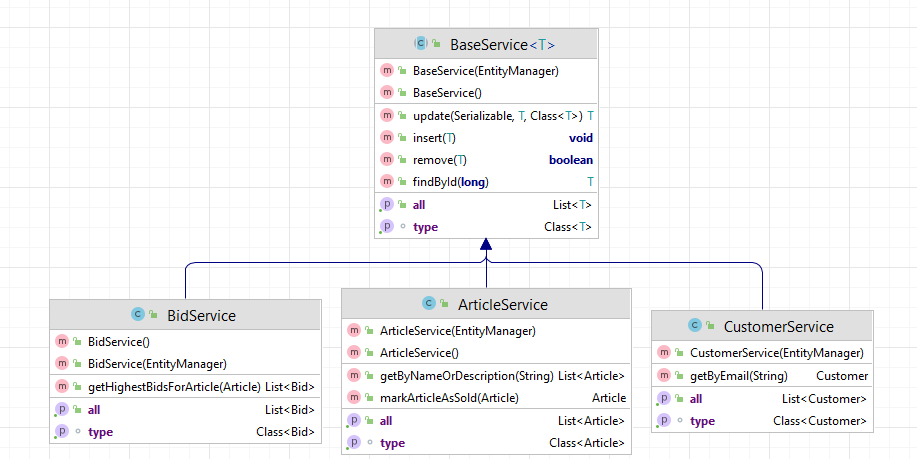 BaseService<T>
BaseService(EntityManager)
BaseService()
update(Serializable, T, Class<T>) T
insert(T) void
remove(T) boolean
findById(long) T
all List<T>
type Class<T>
BidService
BidService()
BidService(EntityManager)
getHighestBidsForArticle(Article) List<Bid>
all List<Bid>
type Class<Bid>
ArticleService
ArticleService(EntityManager)
ArticleService()
getByNameOrDescription(String) List<Article>
markArticleAsSold(Article) Article
all List<Article>
type Class<Article>
CustomerService
CustomerService(EntityManager)
getByEmail(String) Customer
all List<Customer>
type Class<Customer>